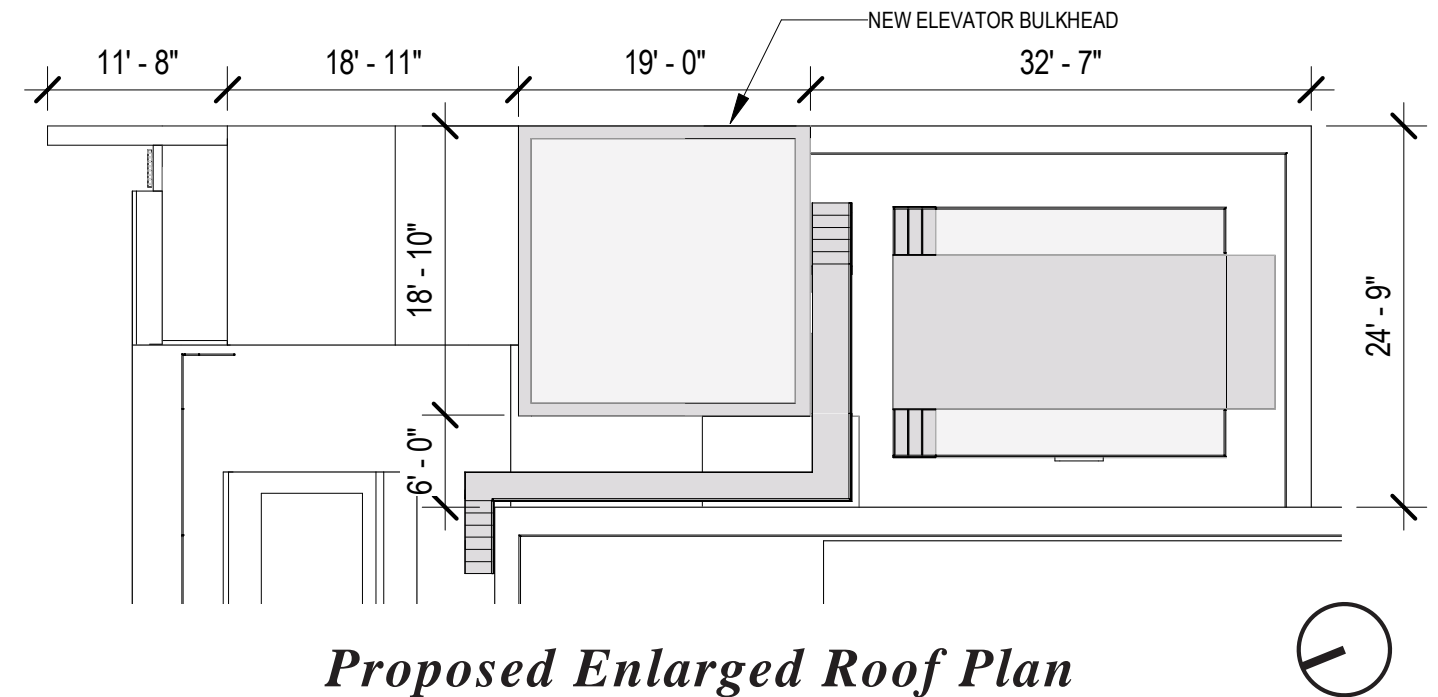 NEW ELEVATOR BULKHEAD
11' - 8"
18' - 11"
19' - 0"
32' - 7"
18' - 10"
24' - 9"
6' - 0"
Proposed Enlarged Roof Plan